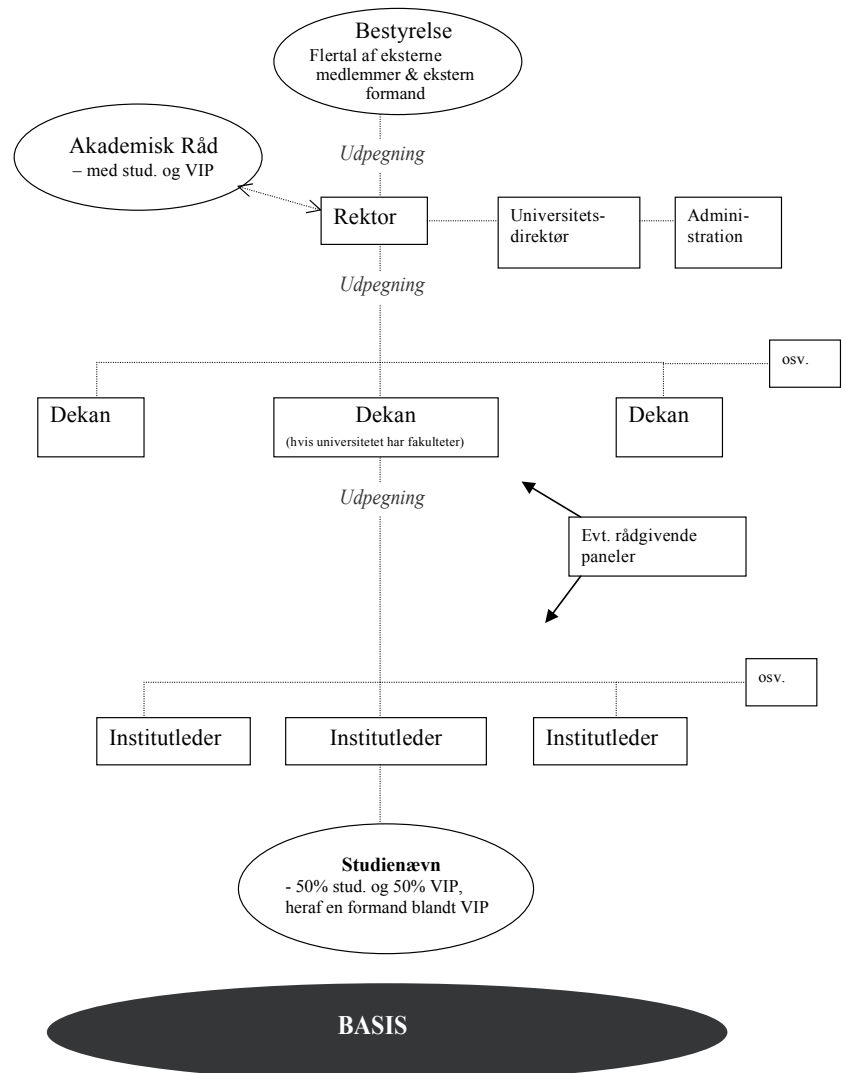 Bestyrelse
Flertal af eksterne
medlemmer & ekstern
formand
Akademisk Råd
– med stud. og VIP
Udpegning
Rektor
Universitets-
direktør
Admini-
stration
Udpegning
osv.
Dekan
Dekan
(hvis universitetet har fakulteter)
Dekan
Udpegning
Evt. rådgivende
paneler
osv.
Institutleder
Institutleder
Institutleder
Studienævn
- 50% stud. og 50% VIP,
heraf en formand blandt VIP
BASIS